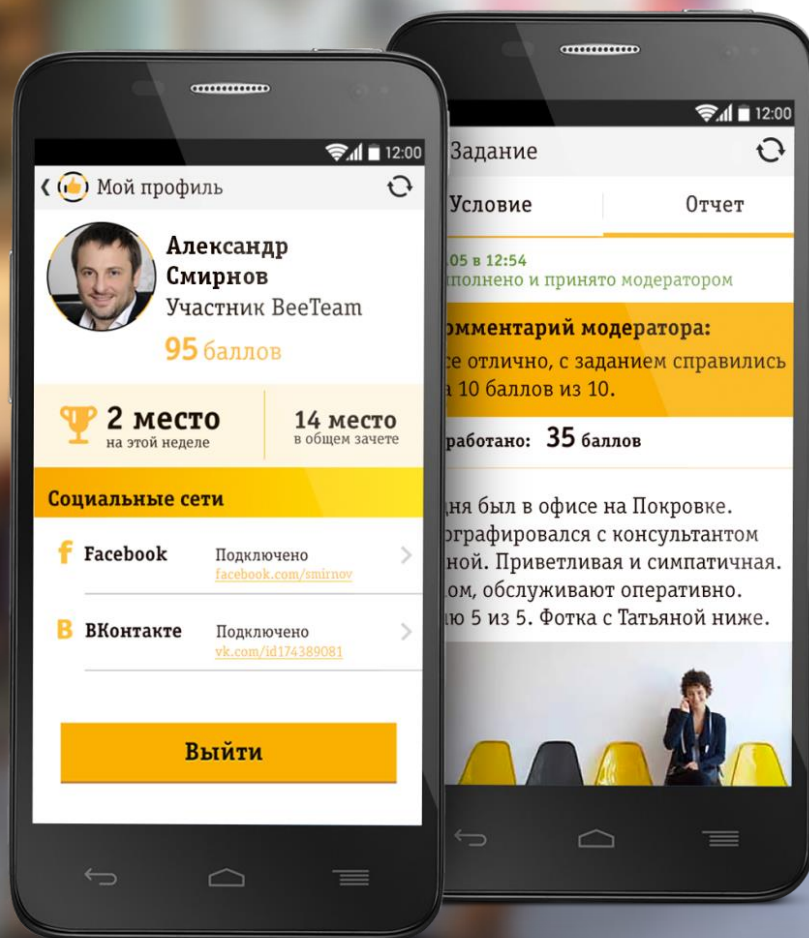 12:00
Мой профиль
Александр
Смирнов
Участник BeeTeam
95 баллов
2 место
на этой неделе
14 место
в общем зачете
Социальные сети
Facebook
Подключено
facebook.com/smirnov
В ВКонтакте
Подключено
vk.com/id174389081
Выйти
12:00
Задание
Условие
Отчет
.05 в 12:54
полнено и принято модератором
омментарий модератора:
се отлично, с заданием справились
10 баллов из 10.
работано: 35 баллов
ня был в офисе на Покровке.
ографировался с консультантом
ной. Приветливая и симпатичная.
ом, обслуживают оперативно.
ю 5 из 5. Фотка с Татьяной ниже.